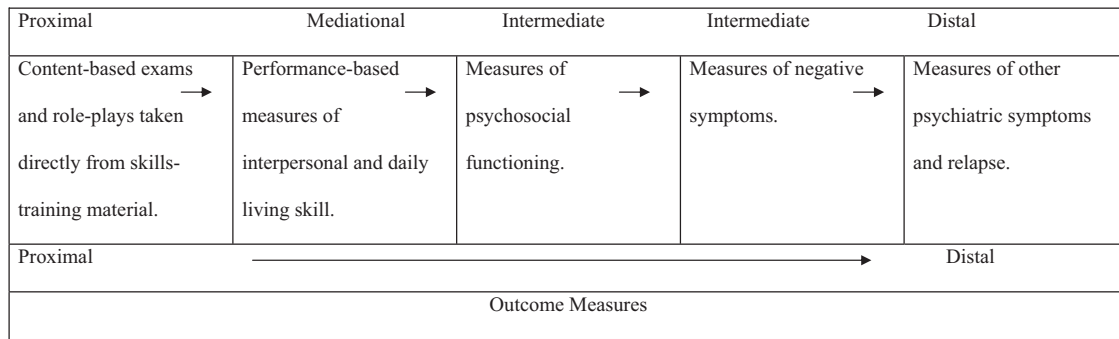 Proximal Mediational Intermediate Intermediate Distal
Content-based exams
and role-plays taken
directly from skills-
training material.
Performance-based
measures of
interpersonal and daily
living skill.
Measures of
psychosocial
functioning.
Measures of negative
symptoms.
Measures of other
psychiatric symptoms
and relapse.
Proximal Distal
Outcome Measures